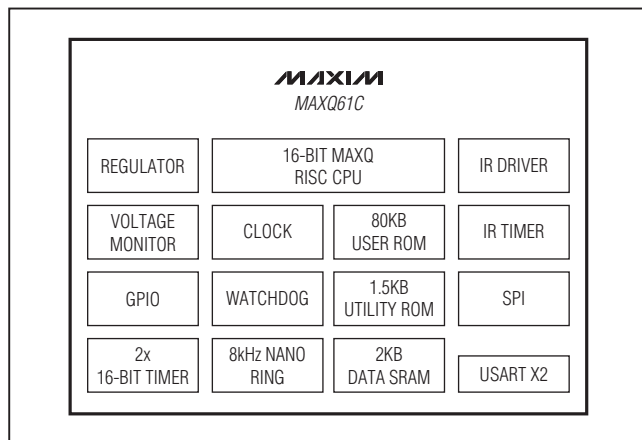 MAXIM
MAXQ61C
REGULATOR
16-BIT MAXQ
RISC CPU
IR DRIVER
VOLTAGE
MONITOR
CLOCK
80KB
USER ROM
IR TIMER
GPIO
WATCHDOG
1.5KB
UTILITY ROM
SPI
2x
16-BIT TIMER
8kHz NANO
RING
2KB
DATA SRAM
USART X2